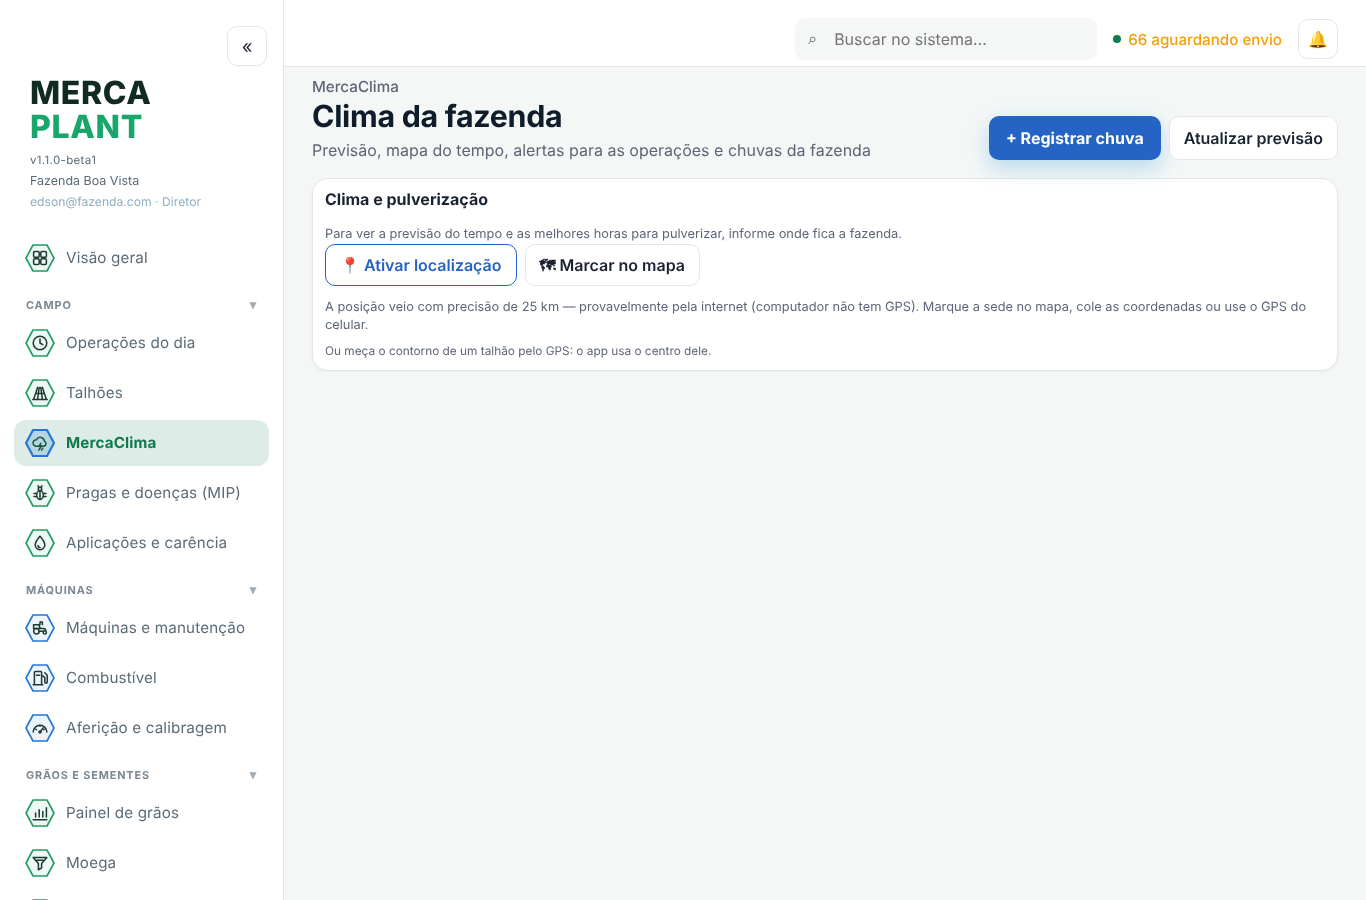 «
Buscar no sistema...
66 aguardando envio
MERCA
PLANT
v1.1.0-beta1
Fazenda Boa Vista
edson@fazenda.com · Diretor
Visão geral
CAMPO
Operações do dia
Talhões
MercaClima
Pragas e doenças (MIP)
Aplicações e carência
MÁQUINAS
Máquinas e manutenção
Combustível
Aferição e calibragem
GRÃOS E SEMENTES
Painel de grãos
Moega
MercaClima
Clima da fazenda
Previsão, mapa do tempo, alertas para as operações e chuvas da fazenda
+ Registrar chuva
Atualizar previsão
Clima e pulverização
Para ver a previsão do tempo e as melhores horas para pulverizar, informe onde fica a fazenda.
Ativar localização
Marcar no mapa
A posição veio com precisão de 25 km — provavelmente pela internet (computador não tem GPS). Marque a sede no mapa, cole as coordenadas ou use o GPS do
celular.
Ou meça o contorno de um talhão pelo GPS: o app usa o centro dele.